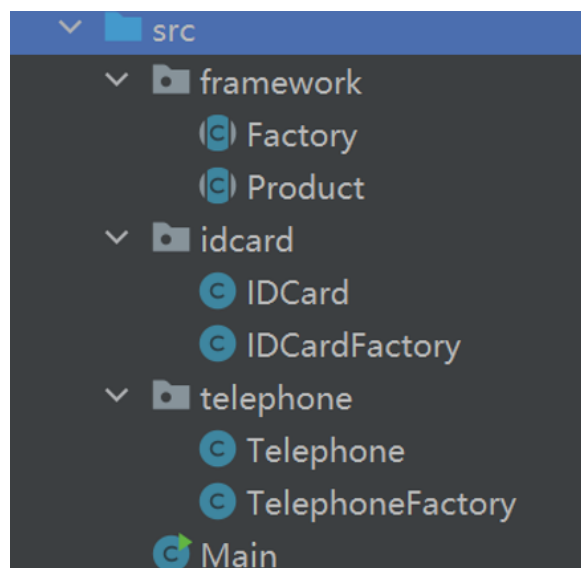 src
framework
Factory
Product
idcard
IDCard
IDCardFactory
telephone
Telephone
TelephoneFactory
Main